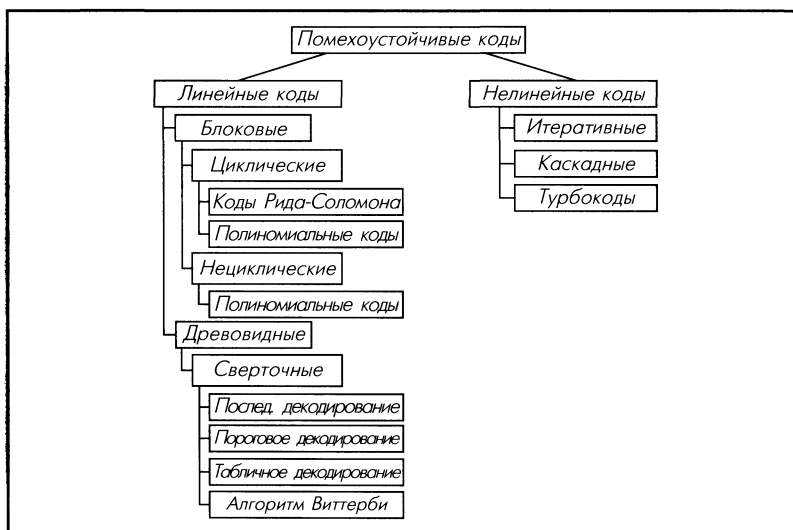 Помехоустойчивые коды
Линейные коды
Блоковые
Циклические
Коды Рида-Соломона
Полиномиальные коды
Нециклические
Полиномиальные коды
Древовидные
Сверточные
Послед. декодирование
Пороговое декодирование
Табличное декодирование
Алгоритм Виттерби
Нелинейные коды
Итеративные
Каскадные
Турбокоды